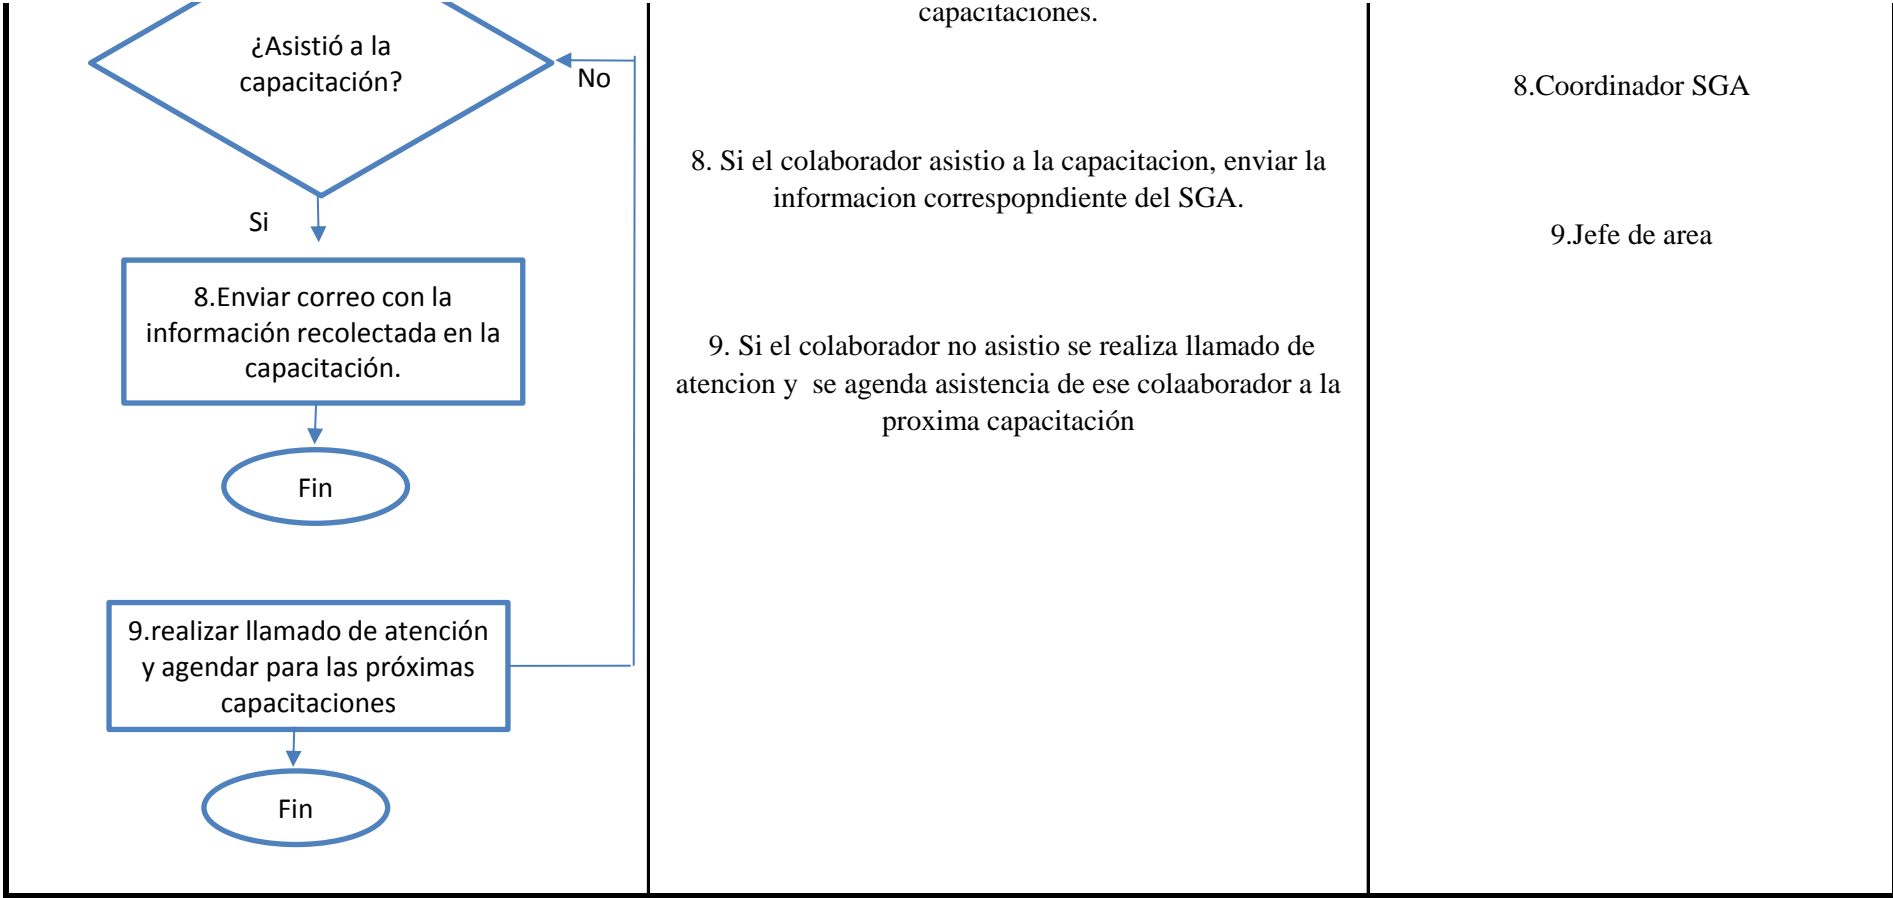 ¿Asistió a la
capacitación?
No
Si
8.Enviar correo con la
información recolectada en la
capacitación.
Fin
9.realizar llamado de atención
y agendar para las próximas
capacitaciones
Fin
capacitaciones.
8. Si el colaborador asistio a la capacitacion, enviar la
informacion correspopndiente del SGA.
9. Si el colaborador no asistio se realiza llamado de
atencion y  se agenda asistencia de ese colaaborador a la
proxima capacitación
8.Coordinador SGA
9.Jefe de area